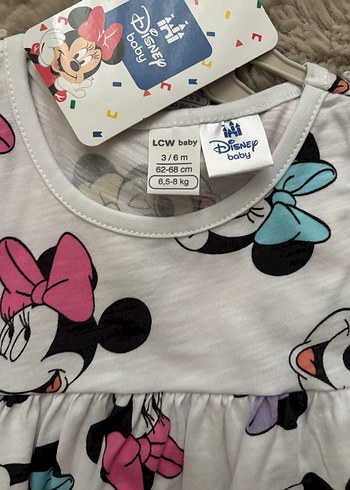 Disney
baby
LCW baby
3 / 6 m
62-68 cm
6,5-8 kg
Disney
baby